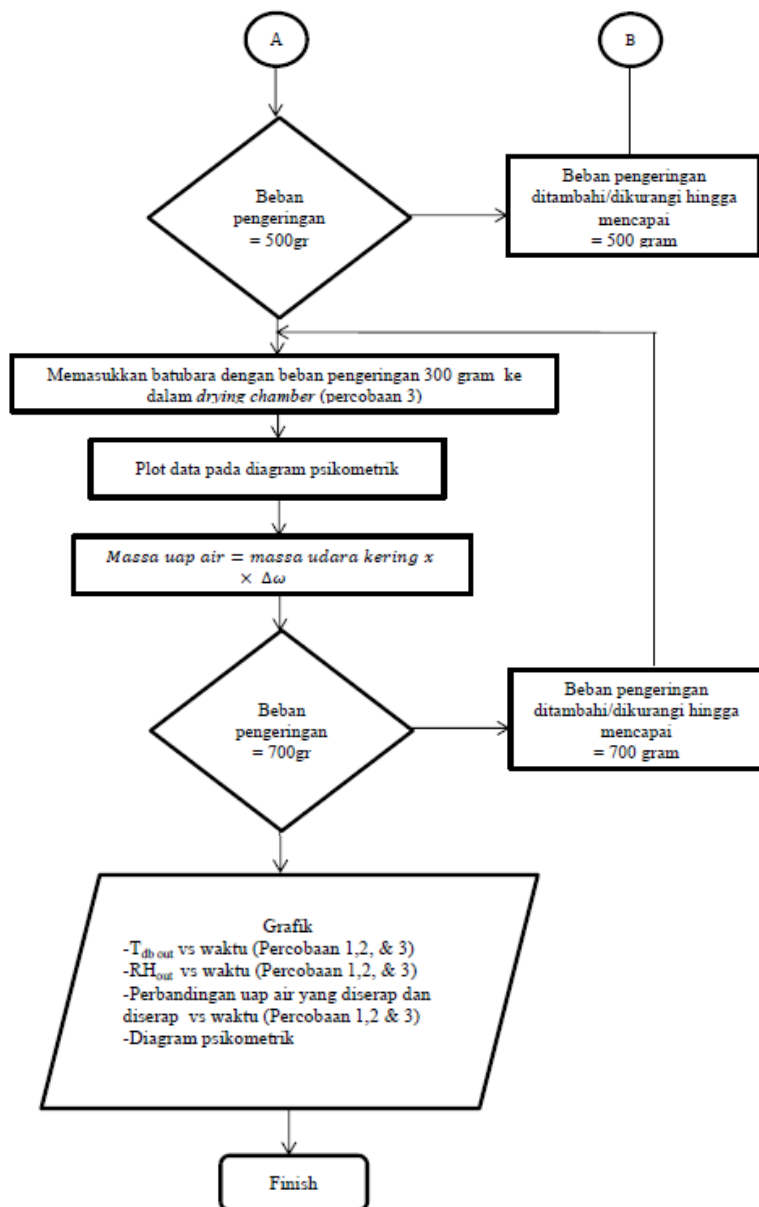 A
B
Beban
pengeringan
= 500gr
Beban pengeringan
ditambahi/dikurangi hingga
mencapai
= 500 gram
Memasukkan batubara dengan beban pengeringan 300 gram ke
dalam drying chamber (percobaan 3)
Plot data pada diagram psikometrik
Massa uap air = massa udara kering x
× Δω
Beban
pengeringan
= 700gr
Beban pengeringan
ditambahi/dikurangi hingga
mencapai
= 700 gram
Grafik
-Tdb out vs waktu (Percobaan 1,2, & 3)
-RHout vs waktu (Percobaan 1,2, & 3)
-Perbandingan uap air yang diserap dan
diserap vs waktu (Percobaan 1,2 & 3)
-Diagram psikometrik
Finish